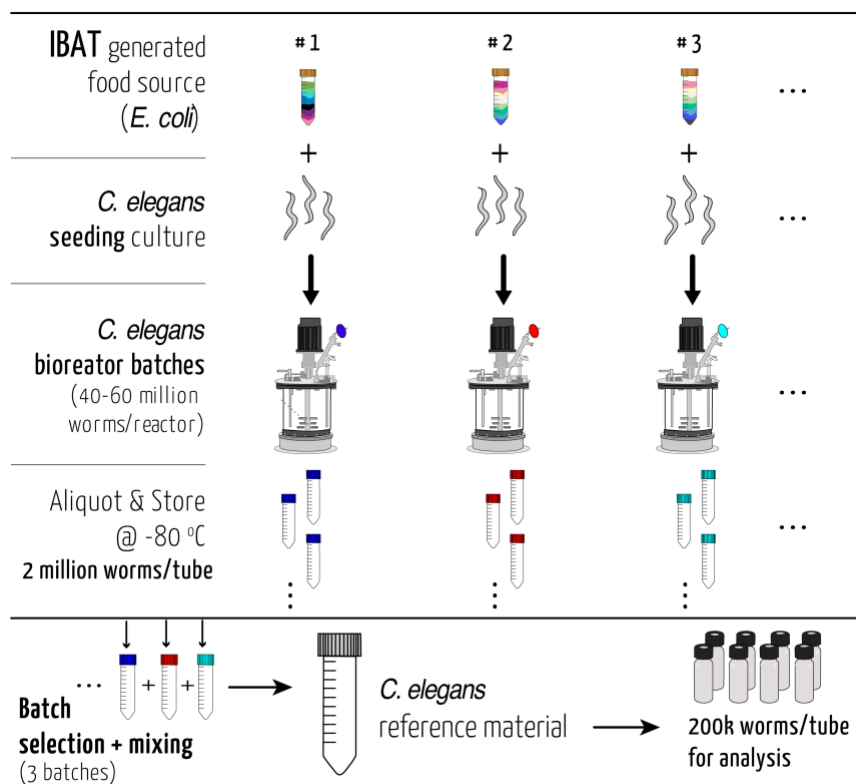 IBAT generated
food source
(E. coli)
#1
#2
#3
...
+
+
+
C. elegans
seeding culture
...
C. elegans
bioreator batches
(40-60 million
worms/reactor)
...
Aliquot & Store
@ -80 ºC
2 million worms/tube
...
...
+
+
Batch
selection + mixing
(3 batches)
C. elegans
reference material
200k worms/tube
for analysis